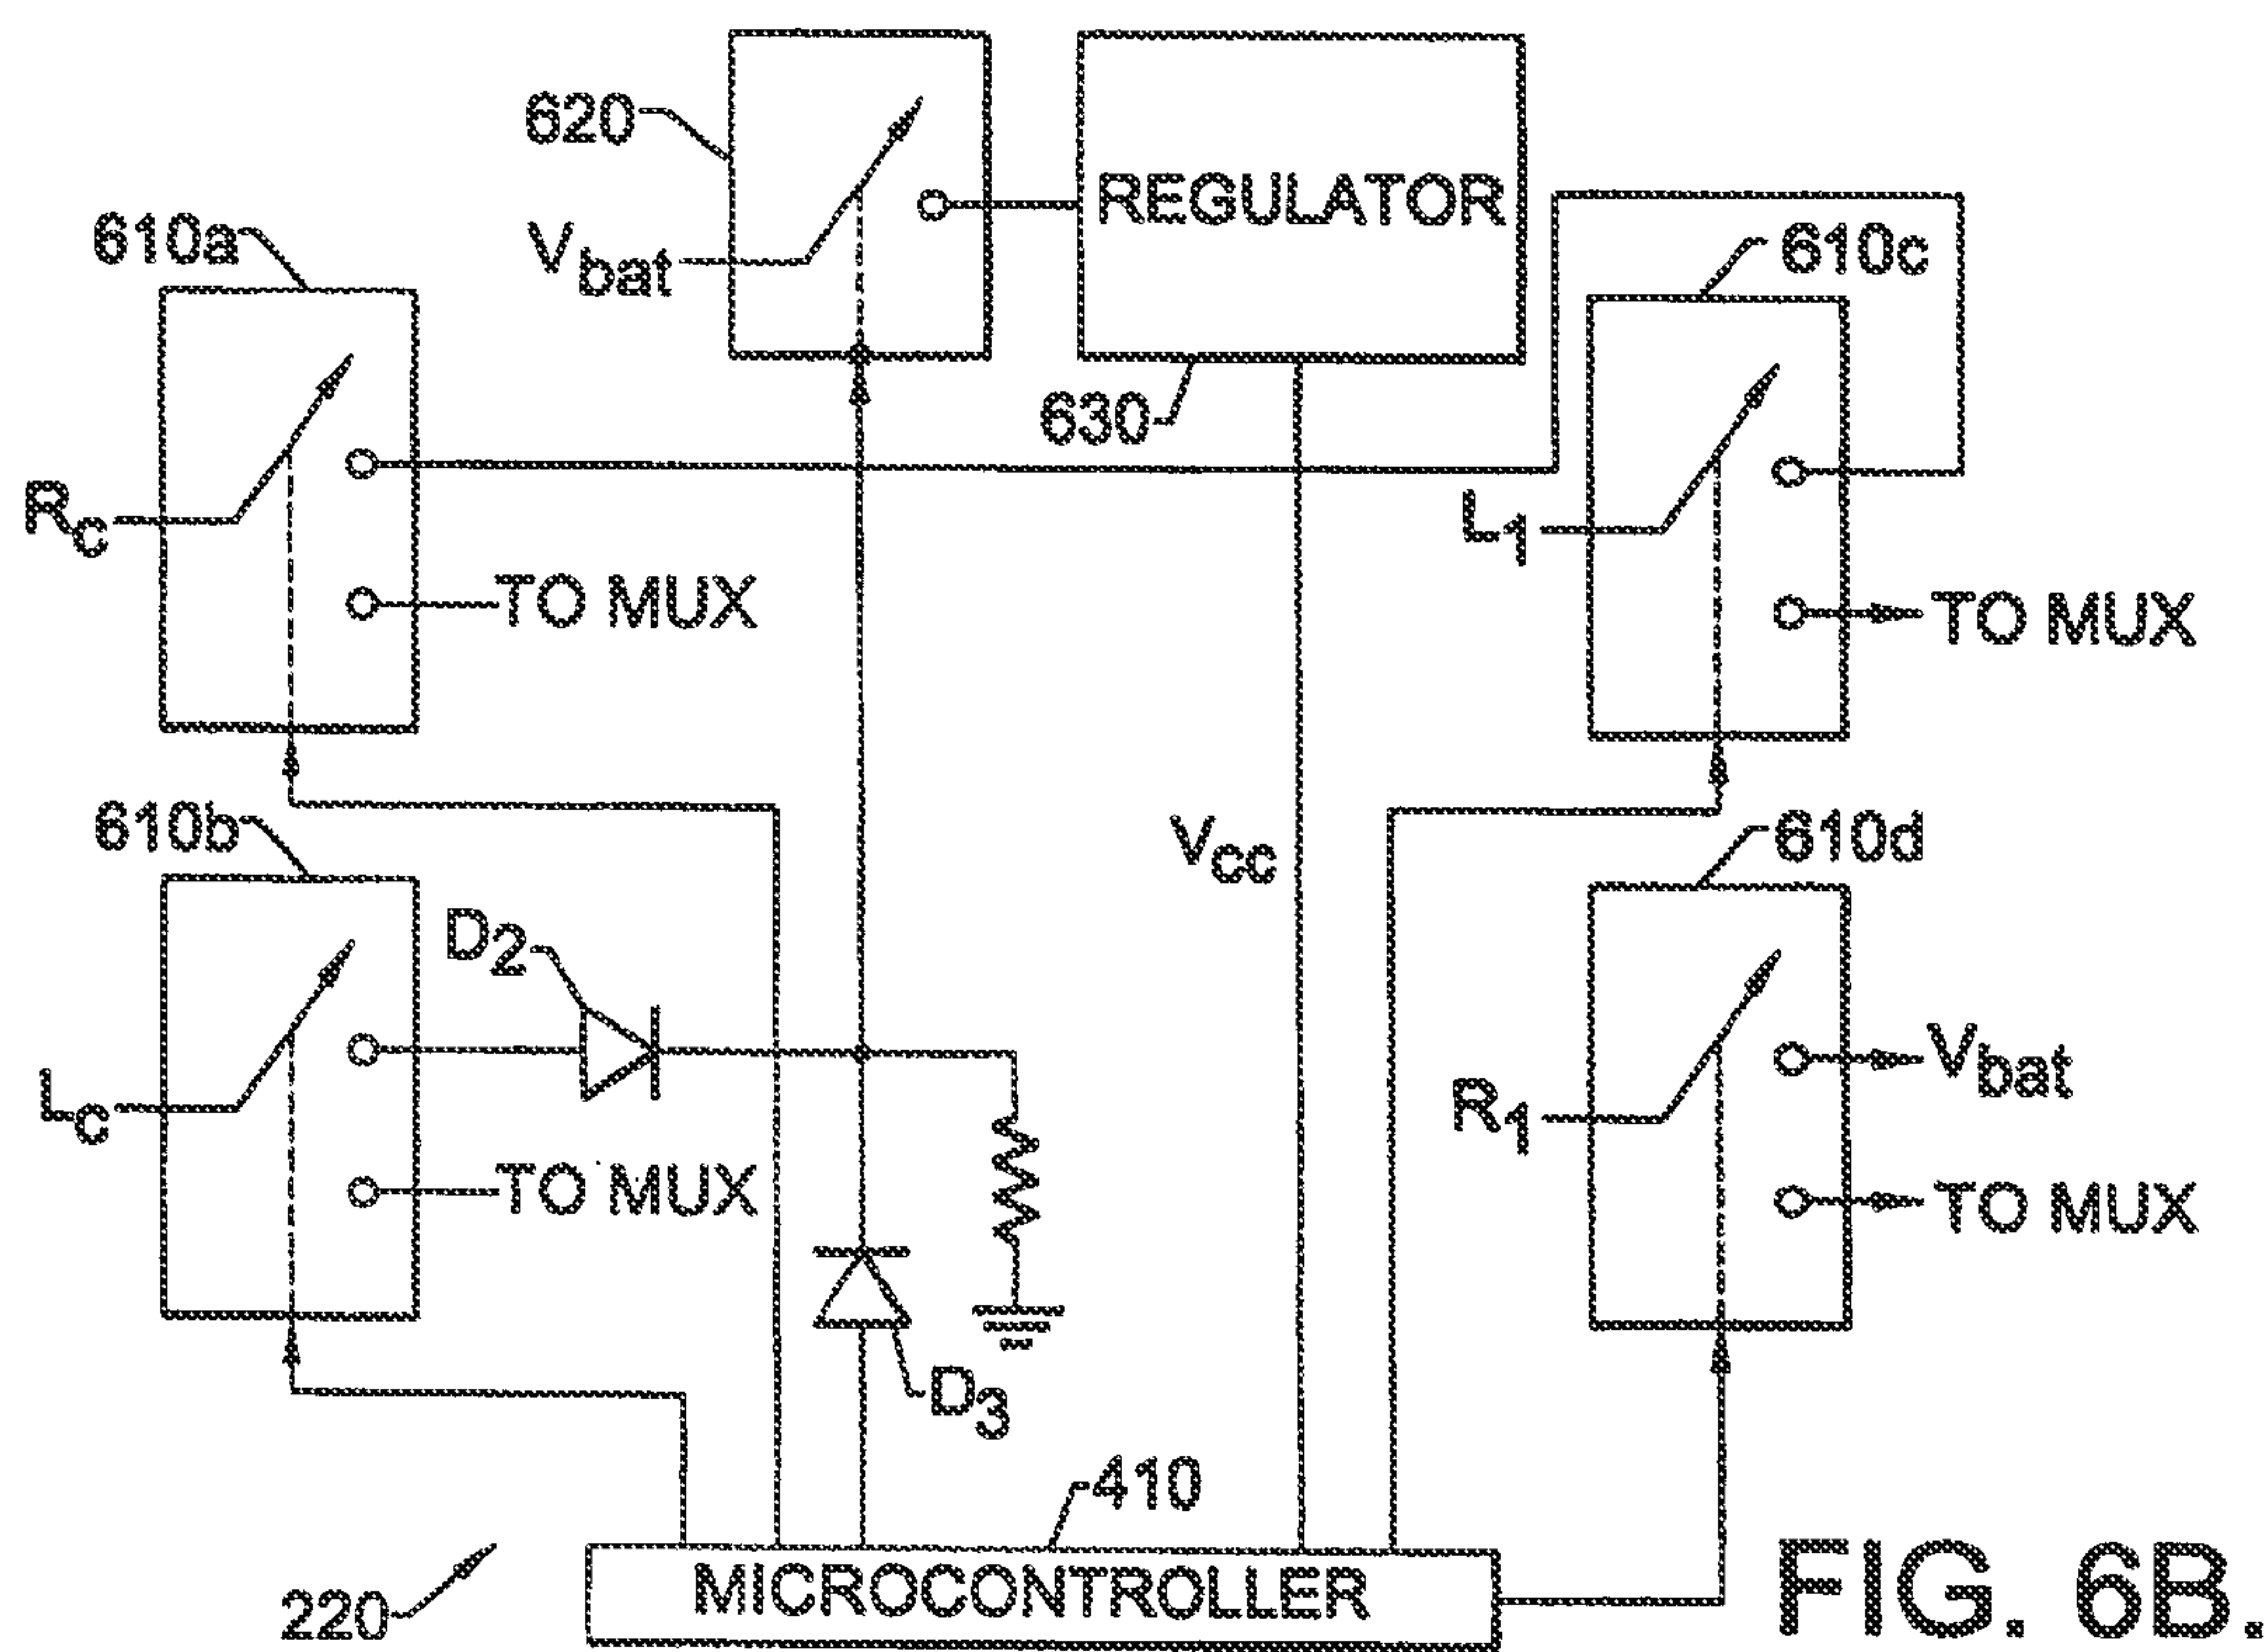 620
REGULATOR
610a
Vbat
610c
630
Rc
L1
TO MUX
TO MUX
610b
Vcc
610d
D2
Vbat
Lc
R1
TO MUX
TO MUX
D3
410
MICROCONTROLLER
220
FIG. 6B.